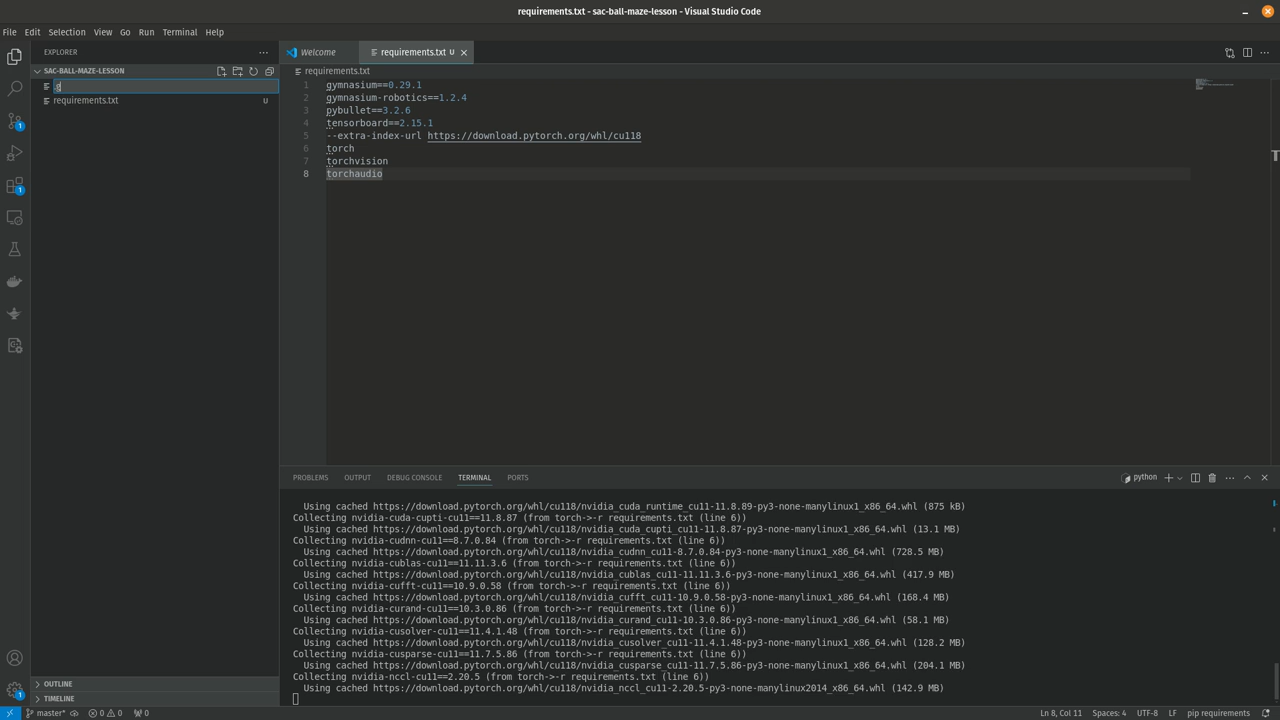 requirements.txt - sac-ball-maze-lesson - Visual Studio Code
File Edit Selection View Go Run Terminal Help
EXPLORER
SAC-BALL-MAZE-LESSON
g
requirements.txt U
OUTLINE
TIMELINE
1
1
1
Welcome requirements.txt U
requirements.txt
1 gymnasium==0.29.1
2 gymnasium-robotics==1.2.4
3 pybullet==3.2.6
4 tensorboard==2.15.1
5 --extra-index-url https://download.pytorch.org/whl/cu118
6 torch
7 torchvision
8 torchaudio
PROBLEMS OUTPUT DEBUG CONSOLE TERMINAL PORTS python
Using cached https://download.pytorch.org/whl/cu118/nvidia_cuda_runtime_cu11-11.8.89-py3-none-manylinux1_x86_64.whl (875 kB)
Collecting nvidia-cuda-cupti-cu11==11.8.87 (from torch->-r requirements.txt (line 6))
Using cached https://download.pytorch.org/whl/cu118/nvidia_cuda_cupti_cu11-11.8.87-py3-none-manylinux1_x86_64.whl (13.1 MB)
Collecting nvidia-cudnn-cu11==8.7.0.84 (from torch->-r requirements.txt (line 6))
Using cached https://download.pytorch.org/whl/cu118/nvidia_cudnn_cu11-8.7.0.84-py3-none-manylinux1_x86_64.whl (728.5 MB)
Collecting nvidia-cublas-cu11==11.11.3.6 (from torch->-r requirements.txt (line 6))
Using cached https://download.pytorch.org/whl/cu118/nvidia_cublas_cu11-11.11.3.6-py3-none-manylinux1_x86_64.whl (417.9 MB)
Collecting nvidia-cufft-cu11==10.9.0.58 (from torch->-r requirements.txt (line 6))
Using cached https://download.pytorch.org/whl/cu118/nvidia_cufft_cu11-10.9.0.58-py3-none-manylinux1_x86_64.whl (168.4 MB)
Collecting nvidia-curand-cu11==10.3.0.86 (from torch->-r requirements.txt (line 6))
Using cached https://download.pytorch.org/whl/cu118/nvidia_curand_cu11-10.3.0.86-py3-none-manylinux1_x86_64.whl (58.1 MB)
Collecting nvidia-cusolver-cu11==11.4.1.48 (from torch->-r requirements.txt (line 6))
Using cached https://download.pytorch.org/whl/cu118/nvidia_cusolver_cu11-11.4.1.48-py3-none-manylinux1_x86_64.whl (128.2 MB)
Collecting nvidia-cusparse-cu11==11.7.5.86 (from torch->-r requirements.txt (line 6))
Using cached https://download.pytorch.org/whl/cu118/nvidia_cusparse_cu11-11.7.5.86-py3-none-manylinux1_x86_64.whl (204.1 MB)
Collecting nvidia-nccl-cu11==2.20.5 (from torch->-r requirements.txt (line 6))
Using cached https://download.pytorch.org/whl/cu118/nvidia_nccl_cu11-2.20.5-py3-none-manylinux2014_x86_64.whl (142.9 MB)
master* 0 0 0 Ln 8, Col 11 Spaces: 4 UTF-8 LF pip requirements